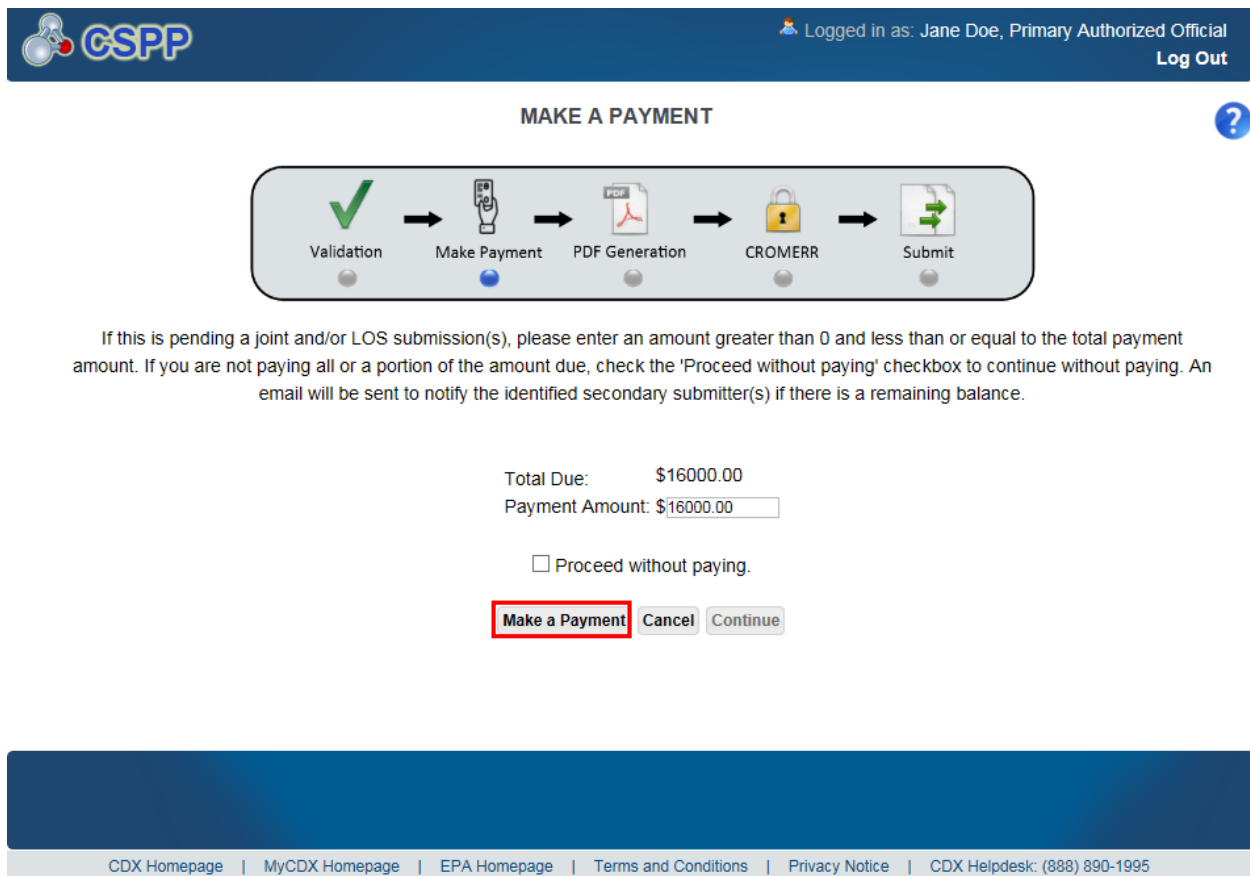 CSPP
Logged in as: Jane Doe, Primary Authorized Official
Log Out
MAKE A PAYMENT
?
PDF
Validation Make Payment PDF Generation CROMERR Submit
If this is pending a joint and/or LOS submission(s), please enter an amount greater than 0 and less than or equal to the total payment
amount. If you are not paying all or a portion of the amount due, check the 'Proceed without paying' checkbox to continue without paying. An
email will be sent to notify the identified secondary submitter(s) if there is a remaining balance.
Total Due: $16000.00
Payment Amount: $16000.00
Proceed without paying.
Make a Payment Cancel Continue
CDX Homepage | MyCDX Homepage | EPA Homepage | Terms and Conditions | Privacy Notice | CDX Helpdesk: (888) 890-1995